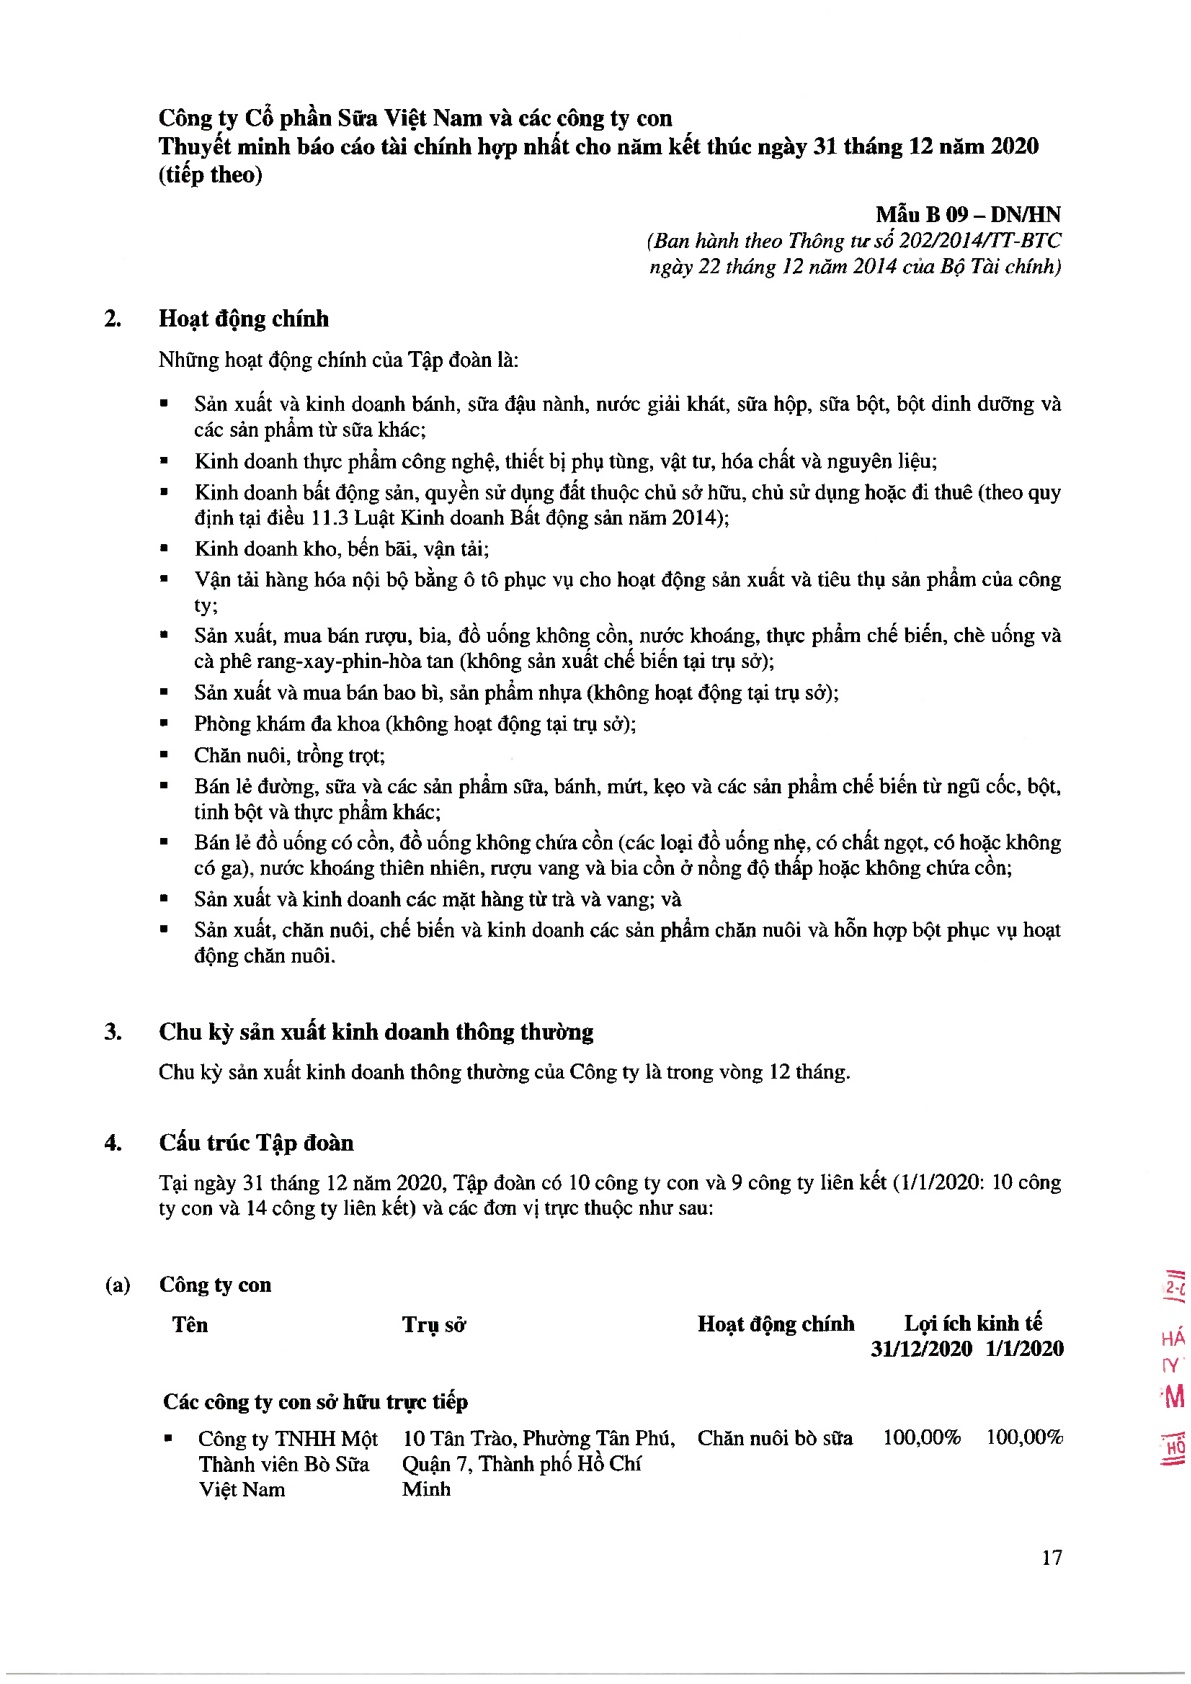 Công ty Cổ phần Sữa Việt Nam và các công ty con
Thuyết minh báo cáo tài chính hợp nhất cho năm kết thúc ngày 31 tháng 12 năm 2020
(tiếp theo)
Mẫu B 09 – DN/HN
(Ban hành theo Thông tư số 202/2014/TT-BTC
ngày 22 tháng 12 năm 2014 của Bộ Tài chính)
2. Hoạt động chính
Những hoạt động chính của Tập đoàn là:
▪ Sản xuất và kinh doanh bánh, sữa đậu nành, nước giải khát, sữa hộp, sữa bột, bột dinh dưỡng và
các sản phẩm từ sữa khác;
▪ Kinh doanh thực phẩm công nghệ, thiết bị phụ tùng, vật tư, hóa chất và nguyên liệu;
▪ Kinh doanh bất động sản, quyền sử dụng đất thuộc chủ sở hữu, chủ sử dụng hoặc đi thuê (theo quy
định tại điều 11.3 Luật Kinh doanh Bất động sản năm 2014);
▪ Kinh doanh kho, bến bãi, vận tải;
▪ Vận tải hàng hóa nội bộ bằng ô tô phục vụ cho hoạt động sản xuất và tiêu thụ sản phẩm của công
ty;
▪ Sản xuất, mua bán rượu, bia, đồ uống không cồn, nước khoáng, thực phẩm chế biến, chè uống và
cà phê rang-xay-phin-hòa tan (không sản xuất chế biến tại trụ sở);
▪ Sản xuất và mua bán bao bì, sản phẩm nhựa (không hoạt động tại trụ sở);
▪ Phòng khám đa khoa (không hoạt động tại trụ sở);
▪ Chăn nuôi, trồng trọt;
▪ Bán lẻ đường, sữa và các sản phẩm sữa, bánh, mứt, kẹo và các sản phẩm chế biến từ ngũ cốc, bột,
tinh bột và thực phẩm khác;
▪ Bán lẻ đồ uống có cồn, đồ uống không chứa cồn (các loại đồ uống nhẹ, có chất ngọt, có hoặc không
có ga), nước khoáng thiên nhiên, rượu vang và bia cồn ở nồng độ thấp hoặc không chứa cồn;
▪ Sản xuất và kinh doanh các mặt hàng từ trà và vang; và
▪ Sản xuất, chăn nuôi, chế biến và kinh doanh các sản phẩm chăn nuôi và hỗn hợp bột phục vụ hoạt
động chăn nuôi.
3. Chu kỳ sản xuất kinh doanh thông thường
Chu kỳ sản xuất kinh doanh thông thường của Công ty là trong vòng 12 tháng.
4. Cấu trúc Tập đoàn
Tại ngày 31 tháng 12 năm 2020, Tập đoàn có 10 công ty con và 9 công ty liên kết (1/1/2020: 10 công
ty con và 14 công ty liên kết) và các đơn vị trực thuộc như sau:
(a) Công ty con
Tên Trụ sở Hoạt động chính Lợi ích kinh tế
31/12/2020 1/1/2020
Các công ty con sở hữu trực tiếp
▪ Công ty TNHH Một 10 Tân Trào, Phường Tân Phú, Chăn nuôi bò sữa 100,00% 100,00%
Thành viên Bò Sữa Quận 7, Thành phố Hồ Chí
Việt Nam Minh
17